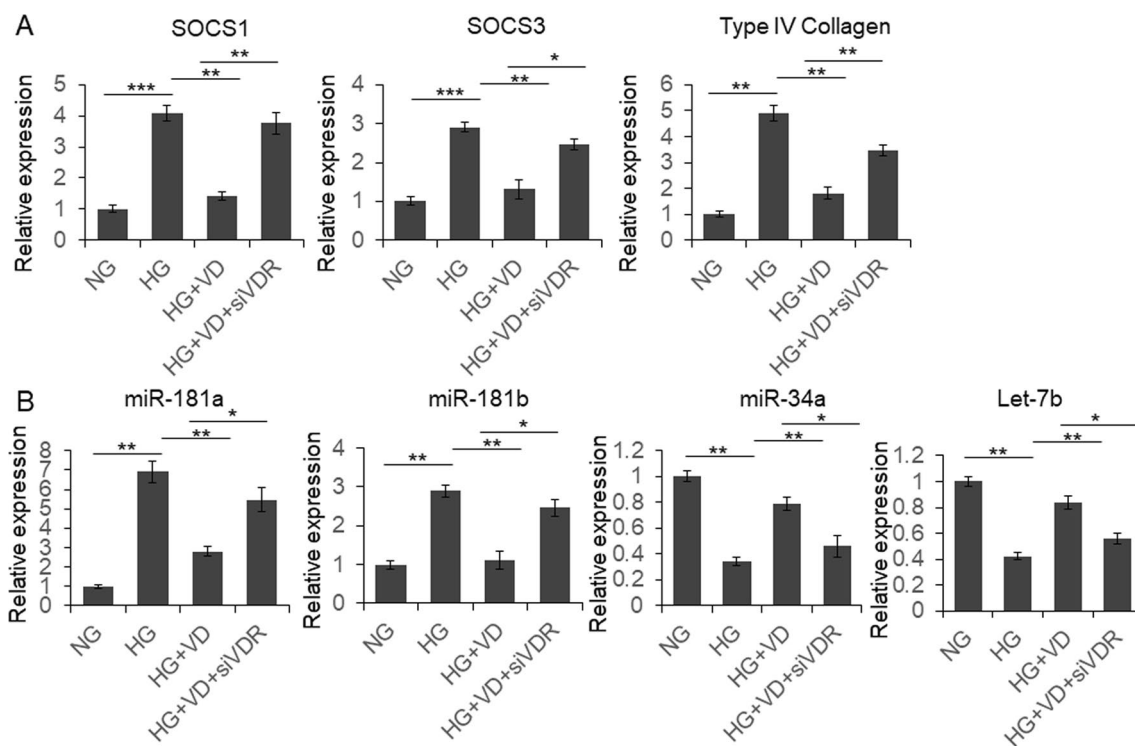 A
SOCS1
SOCS3
Type IV Collagen
Relative expression
5
4
3
2
1
0
***
**
**
NG
HG
HG+VD
HG+VD+siVDR
Relative expression
4
3
2
1
0
***
**
*
NG
HG
HG+VD
HG+VD+siVDR
Relative expression
6
5
4
3
2
1
0
**
**
**
NG
HG
HG+VD
HG+VD+siVDR
B
miR-181a
miR-181b
miR-34a
Let-7b
Relative expression
8
7
6
5
4
3
2
1
0
**
**
*
NG
HG
HG+VD
HG+VD+siVDR
Relative expression
4
3
2
1
0
**
**
*
NG
HG
HG+VD
HG+VD+siVDR
Relative expression
1.2
1
0.8
0.6
0.4
0.2
0
**
**
*
NG
HG
HG+VD
HG+VD+siVDR
Relative expression
1.2
1
0.8
0.6
0.4
0.2
0
**
**
*
NG
HG
HG+VD
HG+VD+siVDR